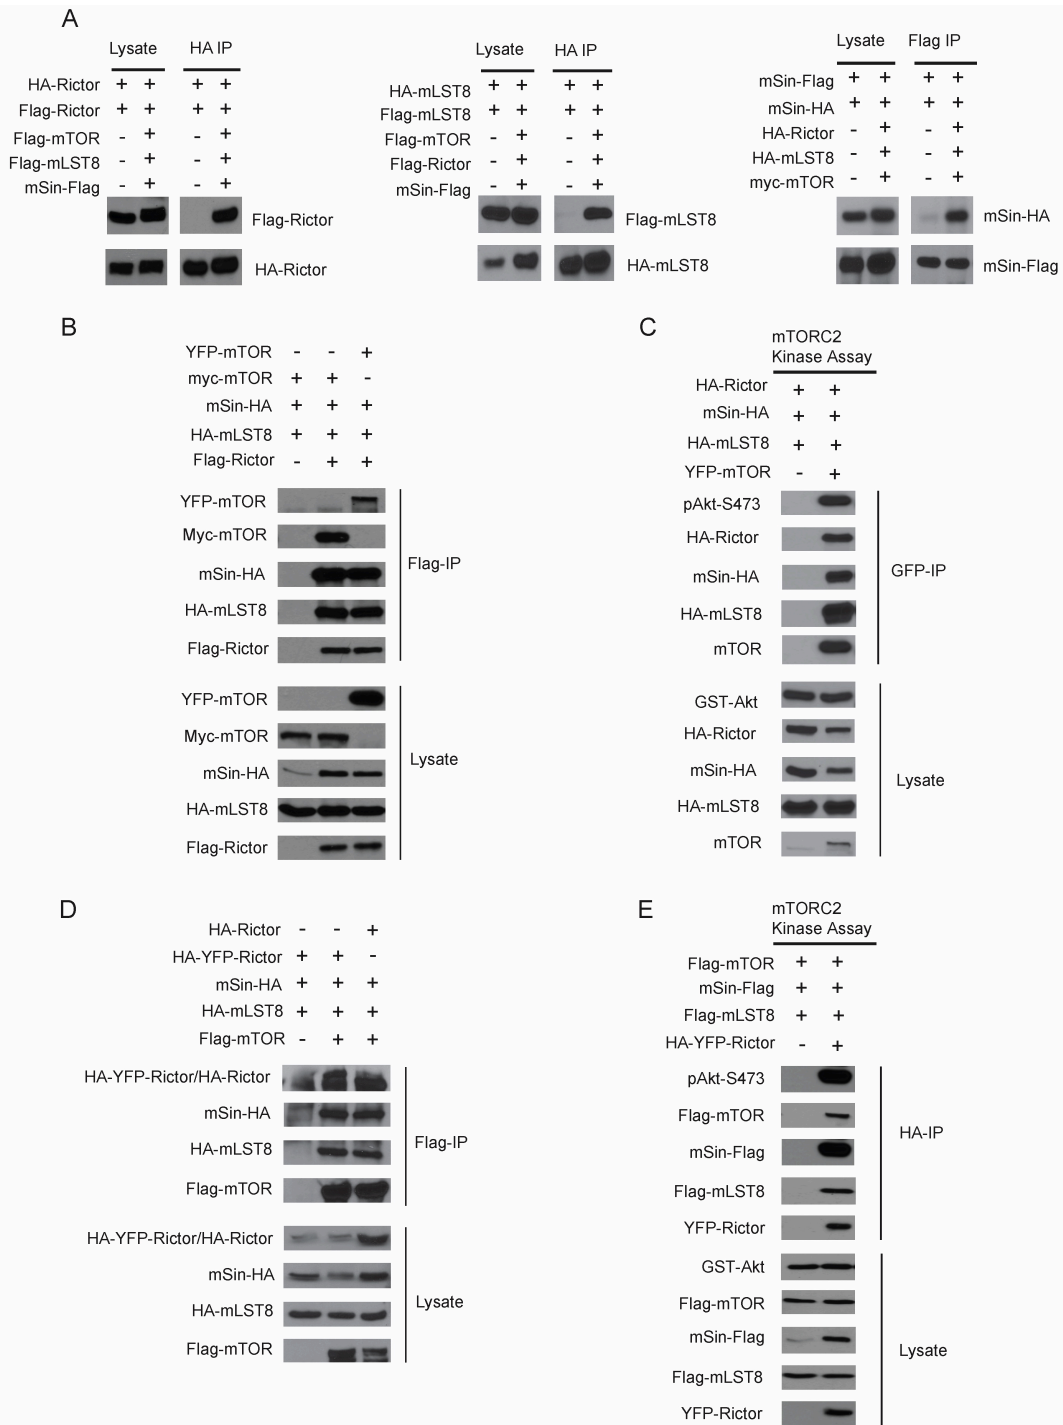 A
Lysate HA IP
HA-Rictor + + + +
Flag-Rictor + + + +
Flag-mTOR - + - +
Flag-mLST8 - + - +
mSin-Flag - + - +
Flag-Rictor
HA-Rictor
Lysate HA IP
HA-mLST8 + + + +
Flag-mLST8 + + + +
Flag-mTOR - + - +
Flag-Rictor - + - +
mSin-Flag - + - +
Flag-mLST8
HA-mLST8
Lysate Flag IP
mSin-Flag + + + +
mSin-HA + + + +
HA-Rictor - + - +
HA-mLST8 - + - +
myc-mTOR - + - +
mSin-HA
mSin-Flag
B
YFP-mTOR - - +
myc-mTOR + + -
mSin-HA + + +
HA-mLST8 + + +
Flag-Rictor - + +
YFP-mTOR
Myc-mTOR
mSin-HA
HA-mLST8
Flag-Rictor
Flag-IP
YFP-mTOR
Myc-mTOR
mSin-HA
HA-mLST8
Flag-Rictor
Lysate
C
mTORC2
Kinase Assay
HA-Rictor + +
mSin-HA + +
HA-mLST8 + +
YFP-mTOR - +
pAkt-S473
HA-Rictor
mSin-HA
HA-mLST8
mTOR
GFP-IP
GST-Akt
HA-Rictor
mSin-HA
HA-mLST8
mTOR
Lysate
D
HA-Rictor - - +
HA-YFP-Rictor + + -
mSin-HA + + +
HA-mLST8 + + +
Flag-mTOR - + +
HA-YFP-Rictor/HA-Rictor
mSin-HA
HA-mLST8
Flag-mTOR
Flag-IP
HA-YFP-Rictor/HA-Rictor
mSin-HA
HA-mLST8
Flag-mTOR
Lysate
E
mTORC2
Kinase Assay
Flag-mTOR + +
mSin-Flag + +
Flag-mLST8 + +
HA-YFP-Rictor - +
pAkt-S473
Flag-mTOR
mSin-Flag
Flag-mLST8
YFP-Rictor
HA-IP
GST-Akt
Flag-mTOR
mSin-Flag
Flag-mLST8
YFP-Rictor
Lysate